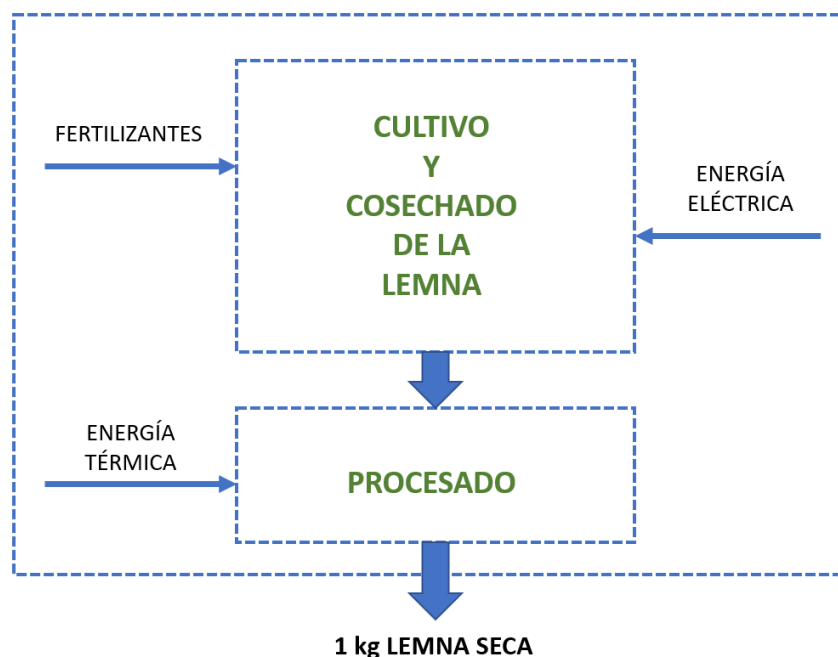 FERTILIZANTES
CULTIVO
Y
COSECHADO
DE LA
LEMNA
ENERGÍA
ELÉCTRICA
ENERGÍA
TÉRMICA
PROCESADO
1 kg LEMNA SECA